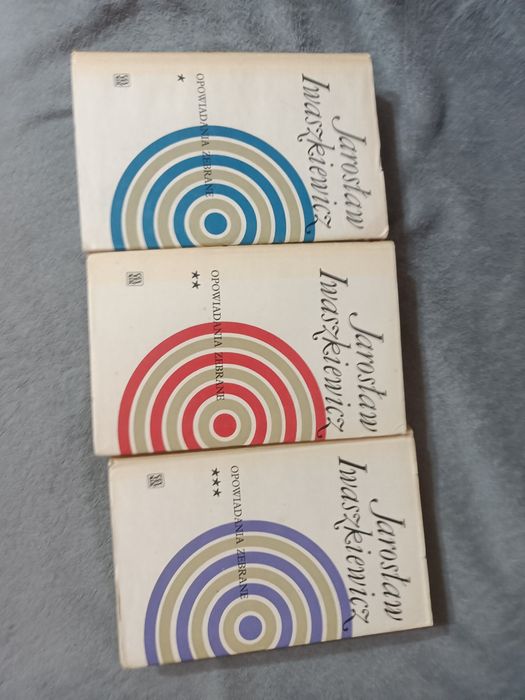 Jarosław
Iwaszkiewicz
OPOWIADANIA ZEBRANE
★
Jarosław
Iwaszkiewicz
OPOWIADANIA ZEBRANE
★★
Jarosław
Iwaszkiewicz
OPOWIADANIA ZEBRANE
★★★